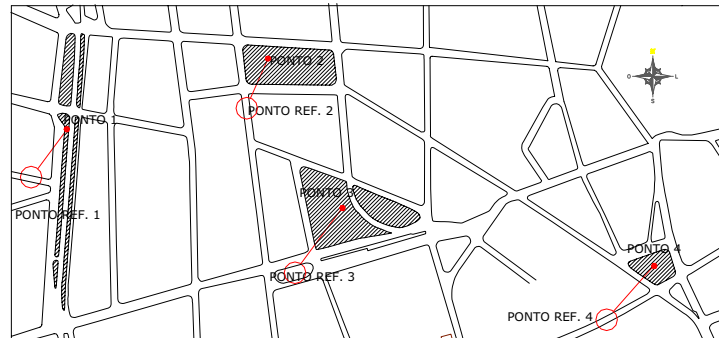 PONTO 2
PONTO REF. 2
PONTO 1
O
L
S
PONTO 3
PONTO REF. 1
PONTO 4
PONTO REF. 3
PONTO REF. 4